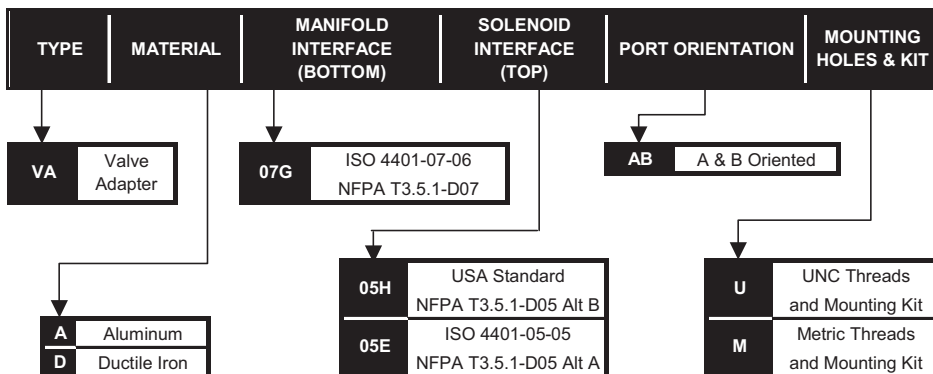 TYPE
MATERIAL
MANIFOLD
INTERFACE
(BOTTOM)
SOLENOID
INTERFACE
(TOP)
PORT ORIENTATION
MOUNTING
HOLES & KIT
VA
Valve
Adapter
07G
ISO 4401-07-06
NFPA T3.5.1-D07
AB
A & B Oriented
A
Aluminum
D
Ductile Iron
05H
USA Standard
NFPA T3.5.1-D05 Alt B
05E
ISO 4401-05-05
NFPA T3.5.1-D05 Alt A
U
UNC Threads
and Mounting Kit
M
Metric Threads
and Mounting Kit